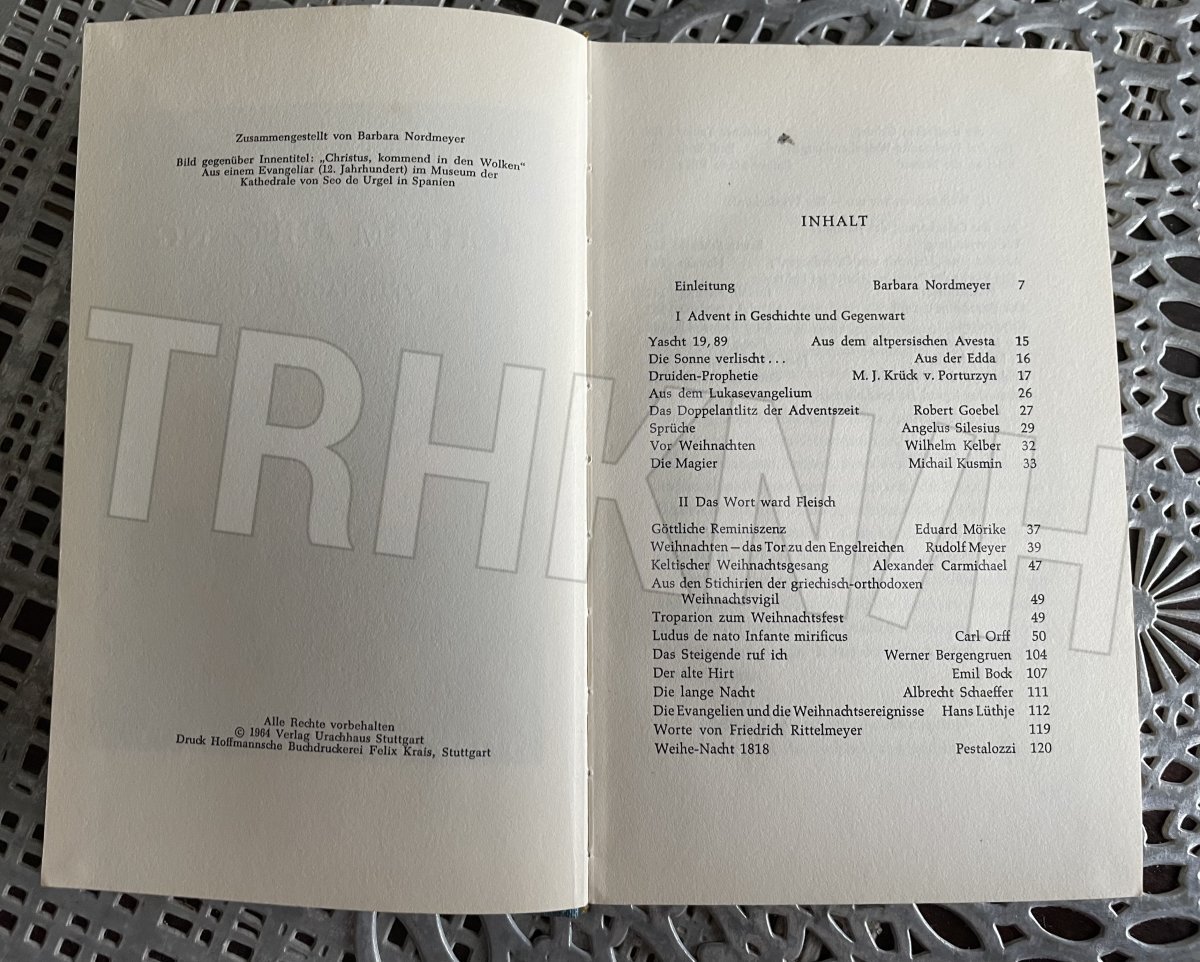 Zusammengestellt von Barbara Nordmeyer
Bild gegenüber Innentitel: „Christus, kommend in den Wolken“
Aus einem Evangeliar (12. Jahrhundert) im Museum der
Kathedrale von Seo de Urgel in Spanien
Alle Rechte vorbehalten
© 1964 Verlag Urachhaus Stuttgart
Druck Hoffmannsche Buchdruckerei Felix Krais, Stuttgart
INHALT
Einleitung Barbara Nordmeyer 7
I Advent in Geschichte und Gegenwart
Yascht 19, 89 Aus dem altpersischen Avesta 15
Die Sonne verlischt ... Aus der Edda 16
Druiden-Prophetie M. J. Krück v. Porturzyn 17
Aus dem Lukasevangelium 26
Das Doppelantlitz der Adventszeit Robert Goebel 27
Sprüche Angelus Silesius 29
Vor Weihnachten Wilhelm Kelber 32
Die Magier Michail Kusmin 33
II Das Wort ward Fleisch
Göttliche Reminiszenz Eduard Mörike 37
Weihnachten — das Tor zu den Engelreichen Rudolf Meyer 39
Keltischer Weihnachtsgesang Alexander Carmichael 47
Aus den Stichirien der griechisch-orthodoxen
Weihnachtsvigil 49
Troparion zum Weihnachtsfest 49
Ludus de nato Infante mirificus Carl Orff 50
Das Steigende ruf ich Werner Bergengruen 104
Der alte Hirt Emil Bock 107
Die lange Nacht Albrecht Schaeffer 111
Die Evangelien und die Weihnachtsereignisse Hans Lüthje 112
Worte von Friedrich Rittelmeyer 119
Weihe-Nacht 1818 Pestalozzi 120